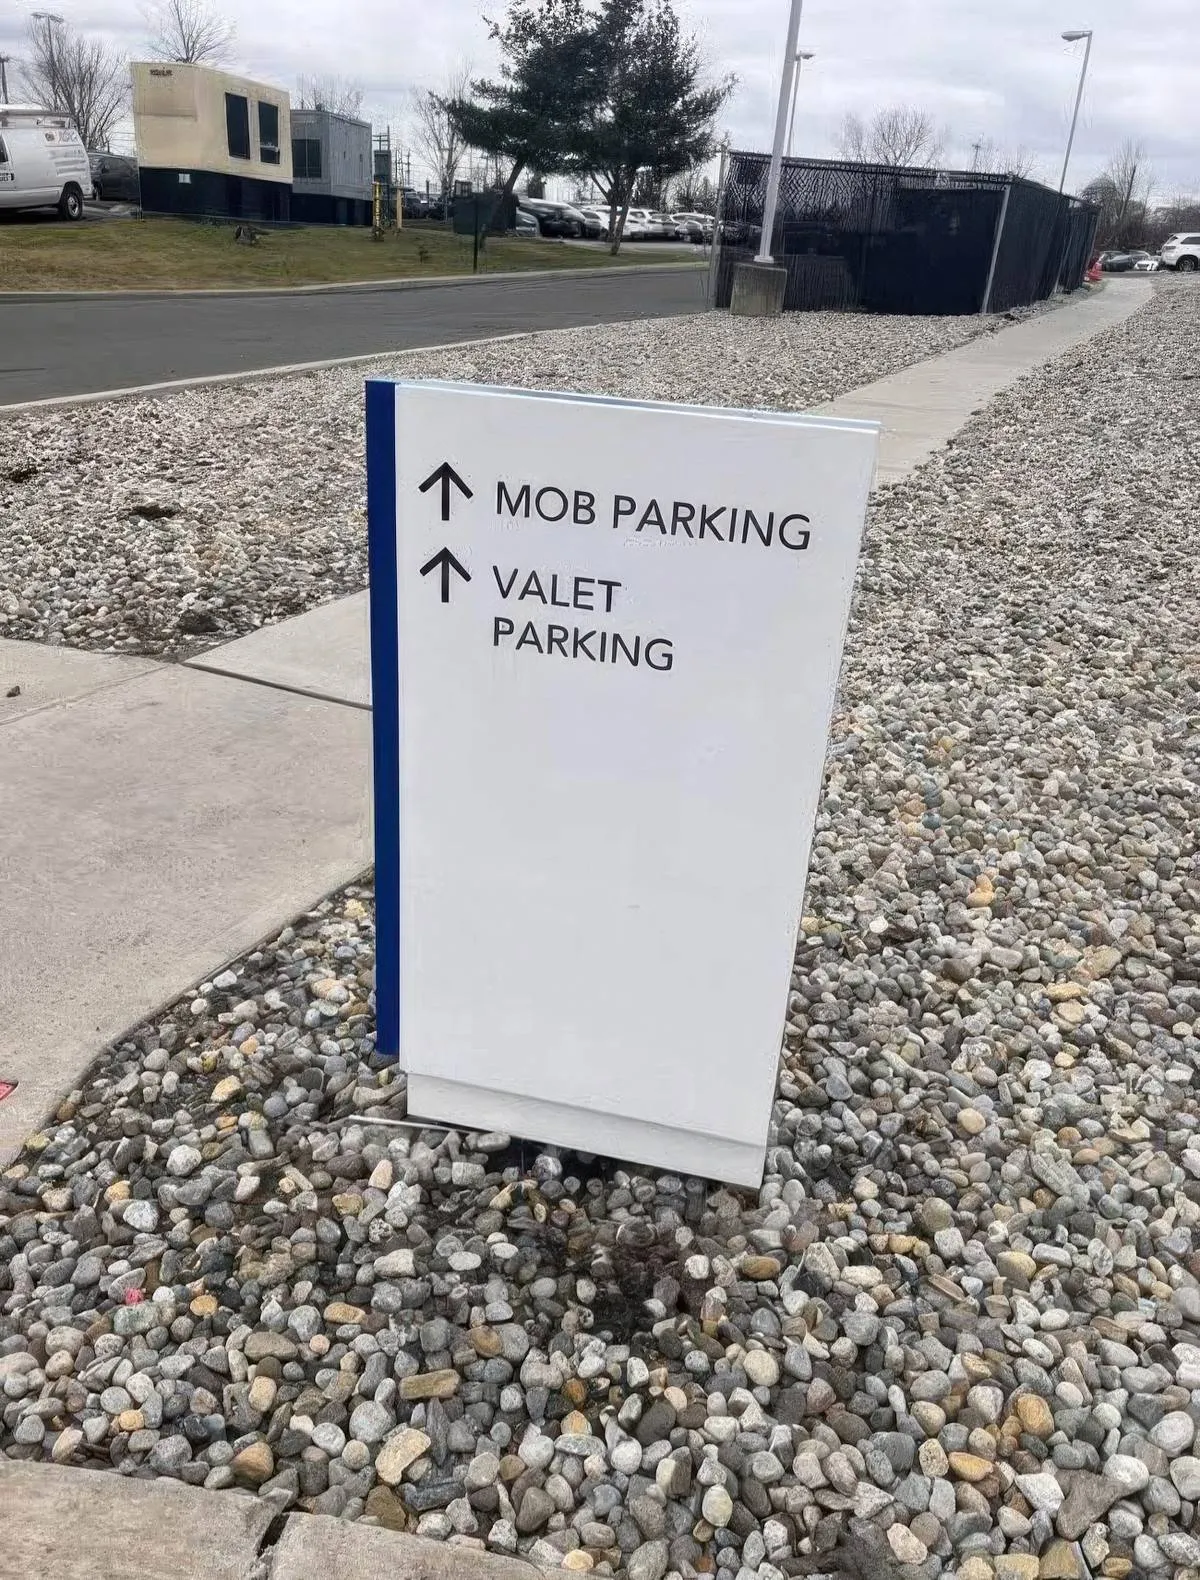 ↑ MOB PARKING
↑ VALET
PARKING